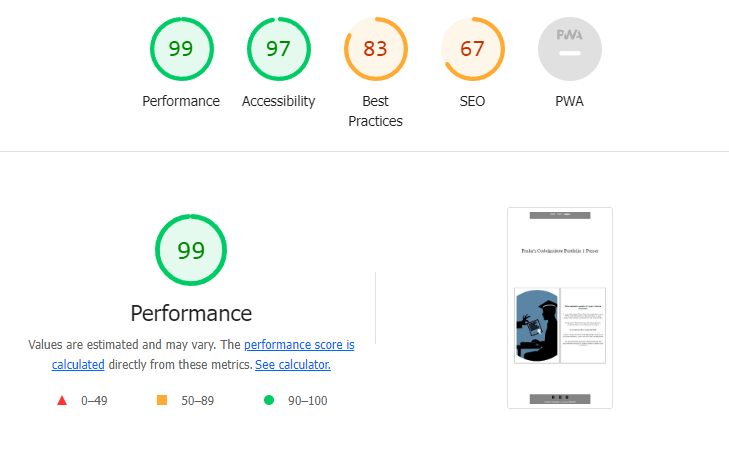 99
97
83
67
PWA
Performance
Accessibility
Best
Practices
SEO
PWA
99
Performance
Values are estimated and may vary. The performance score is
calculated directly from these metrics. See calculator.
0–49
50–89
90–100